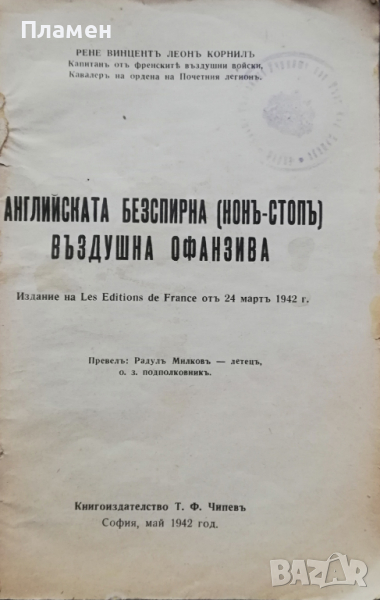 Пламен
РЕНЕ ВИНЦЕНТЪ ЛЕОНЪ КОРНИЛЪ
Капитанъ отъ френскитѣ въздушни войски,
Кавалеръ на ордена на Почетния легионъ.
АНГЛИЙСКАТА БЕЗСПИРНА (НОНЪ-СТОПЪ)
ВЪЗДУШНА ОФАНЗИВА
Издание на Les Editions de France отъ 24 мартъ 1942 г.
Превелъ: Радулъ Милковъ — летецъ,
о. з. подполковникъ.
Книгоиздателство Т. Ф. Чипевъ
София, май 1942 год.
BAZAR